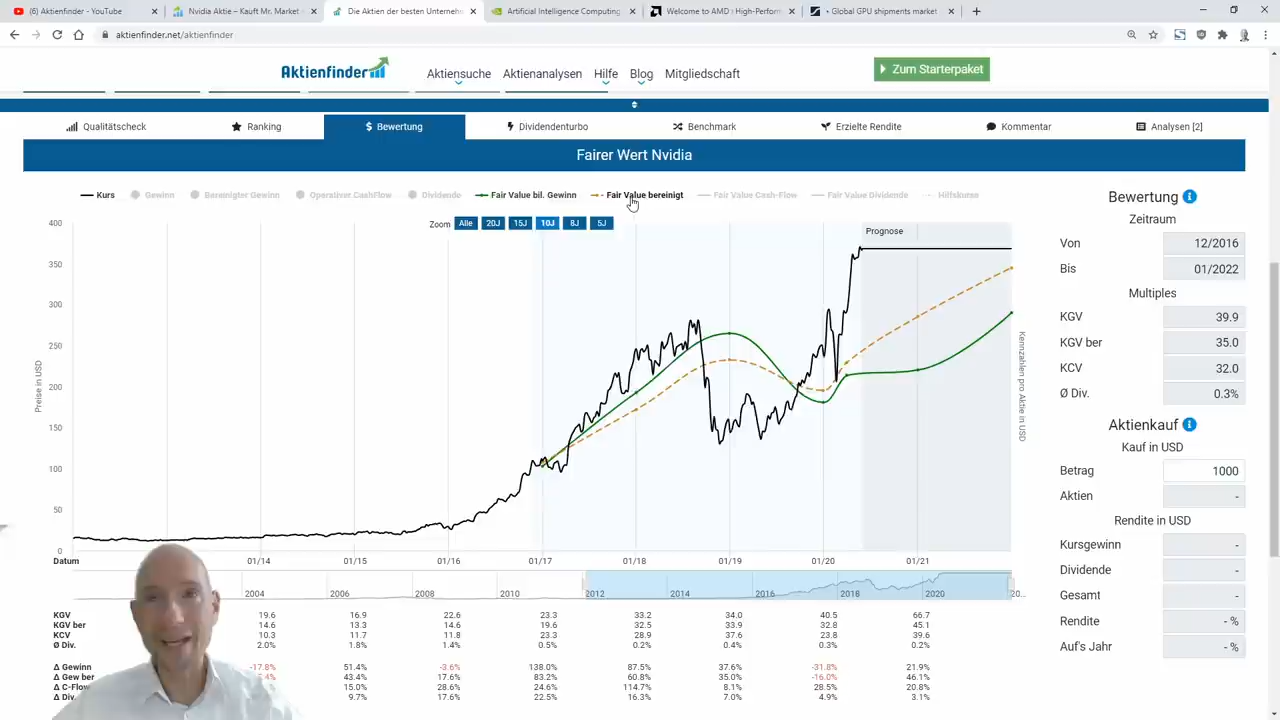 (6) Aktienfinder - YouTube
Nvidia Aktie – Kauft Mr. Market
Die Aktien der besten Unternehm
Artificial Intelligence Computing
Welcome to AMD | High-Perform
Global GPU shipments market
aktienfinder.net/aktienfinder
Aktienfinder
Aktiensuche Aktienanalysen Hilfe Blog Mitgliedschaft
Zum Starterpaket
Qualitätscheck Ranking $ Bewertung Dividendenturbo Benchmark Erzielte Rendite Kommentar Analysen [2]
Fairer Wert Nvidia
Kurs Gewinn Bereinigter Gewinn Operativer CashFlow Dividende Fair Value bil. Gewinn Fair Value bereinigt Fair Value Cash-Flow Fair Value Dividende Hilfskurse
Zoom Alle 20J 15J 10J 8J 5J
Prognose
400
350
300
250
200
150
100
50
0
Preise in USD
Kennzahlen pro Aktie in USD
Datum 01/14 01/15 01/16 01/17 01/18 01/19 01/20 01/21
2004 2006 2008 2010 2012 2014 2016 2018 2020 20...
KGV 19.6 16.9 22.6 23.3 33.2 34.0 40.5 66.7
KGV ber 14.6 13.3 14.6 19.6 32.5 33.9 32.8 45.1
KCV 10.3 11.7 11.8 23.3 28.9 37.6 23.8 39.6
Ø Div. 2.0% 1.8% 1.4% 0.5% 0.2% 0.4% 0.3% 0.2%
Δ Gewinn -17.8% 51.4% -3.6% 138.0% 87.5% 37.6% -31.8% 21.9%
Δ Gew ber 43.4% 17.6% 83.2% 60.8% 35.0% -16.0% 46.1%
Δ C-Flow 15.0% 28.6% 24.6% 114.7% 8.1% 28.5% 20.8%
Δ Div 9.7% 17.6% 22.5% 16.3% 7.0% 4.9% 3.1%
Bewertung
Zeitraum
Von 12/2016
Bis 01/2022
Multiples
KGV 39.9
KGV ber 35.0
KCV 32.0
Ø Div. 0.3%
Aktienkauf
Kauf in USD
Betrag 1000
Aktien -
Rendite in USD
Kursgewinn -
Dividende -
Gesamt -
Rendite - %
Auf's Jahr - %